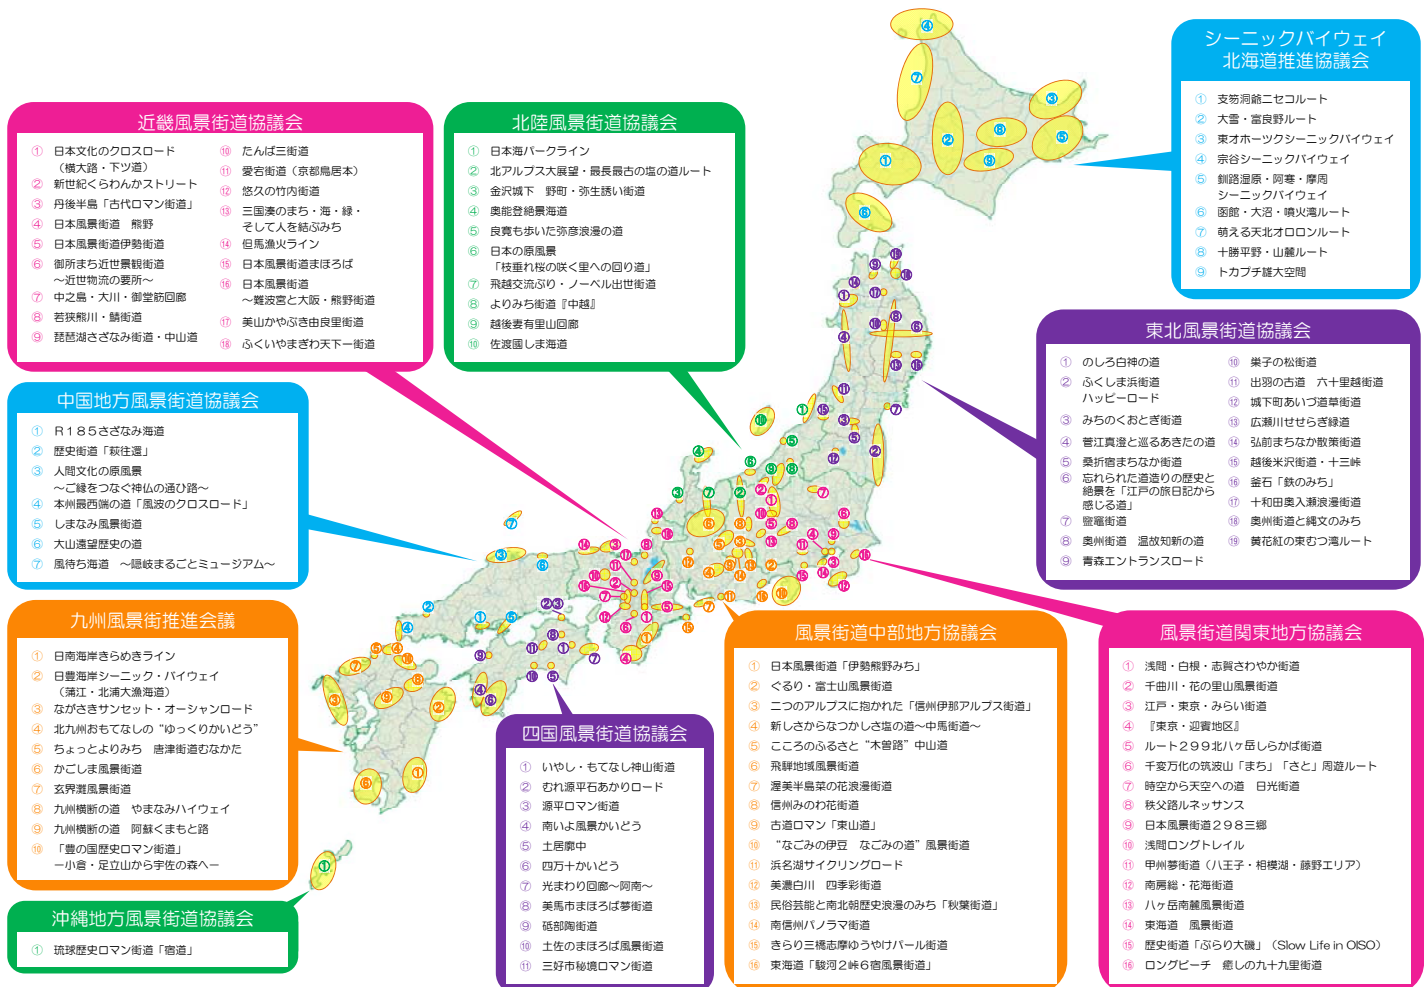 シーニックバイウェイ
北海道推進協議会
① 支笏洞爺ニセコルート
② 大雪・富良野ルート
③ 東オホーツクシーニックバイウェイ
④ 宗谷シーニックバイウェイ
⑤ 釧路湿原・阿寒・摩周
シーニックバイウェイ
⑥ 函館・大沼・噴火湾ルート
⑦ 萌える天北オロロンルート
⑧ 十勝平野・山麓ルート
⑨ トカプチ雄大空間
近畿風景街道協議会
① 日本文化のクロスロード
（横大路・下ツ道）
② 新世紀くらわんかストリート
③ 丹後半島「古代ロマン街道」
④ 日本風景街道　熊野
⑤ 日本風景街道伊勢街道
⑥ 御所まち近世景観街道
～近世物流の要所～
⑦ 中之島・大川・御堂筋回廊
⑧ 若狭熊川・鯖街道
⑨ 琵琶湖さざなみ街道・中山道
⑩ たんば三街道
⑪ 愛宕街道（京都鳥居本）
⑫ 悠久の竹内街道
⑬ 三国湊のまち・海・緑・
そして人を結ぶみち
⑭ 但馬漁火ライン
⑮ 日本風景街道まほろば
⑯ 日本風景街道
～難波宮と大阪・熊野街道
⑰ 美山かやぶき由良里街道
⑱ ふくいやまぎわ天下一街道
北陸風景街道協議会
① 日本海パークライン
② 北アルプス大展望・最長最古の塩の道ルート
③ 金沢城下　野町・弥生誘い街道
④ 奥能登絶景海道
⑤ 良寛も歩いた弥彦浪漫の道
⑥ 日本の原風景
「枝垂れ桜の咲く里への回り道」
⑦ 飛越交流ぶり・ノーベル出世街道
⑧ よりみち街道『中越』
⑨ 越後妻有里山回廊
⑩ 佐渡國しま海道
東北風景街道協議会
① のしろ白神の道
② ふくしま浜街道
ハッピーロード
③ みちのくおとぎ街道
④ 菅江真澄と巡るあきたの道
⑤ 桑折宿まちなか街道
⑥ 忘れられた道造りの歴史と
絶景を「江戸の旅日記から
感じる道」
⑦ 鹽竈街道
⑧ 奥州街道　温故知新の道
⑨ 青森エントランスロード
⑩ 巣子の松街道
⑪ 出羽の古道　六十里越街道
⑫ 城下町あいづ道草街道
⑬ 広瀬川せせらぎ緑道
⑭ 弘前まちなか散策街道
⑮ 越後米沢街道・十三峠
⑯ 釜石「鉄のみち」
⑰ 十和田奥入瀬浪漫街道
⑱ 奥州街道と縄文のみち
⑲ 黄花紅の東むつ湾ルート
中国地方風景街道協議会
① Ｒ１８５さざなみ海道
② 歴史街道「萩往還」
③ 人間文化の原風景
～ご縁をつなぐ神仏の通ひ路～
④ 本州最西端の道「風波のクロスロード」
⑤ しまなみ風景街道
⑥ 大山遠望歴史の道
⑦ 風待ち海道　～隠岐まるごとミュージアム～
九州風景街推進会議
① 日南海岸きらめきライン
② 日豊海岸シーニック・バイウェイ
（蒲江・北浦大漁海道）
③ ながさきサンセット・オーシャンロード
④ 北九州おもてなしの“ゆっくりかいどう”
⑤ ちょっとよりみち　唐津街道むなかた
⑥ かごしま風景街道
⑦ 玄界灘風景街道
⑧ 九州横断の道　やまなみハイウェイ
⑨ 九州横断の道　阿蘇くまもと路
⑩ 「豊の国歴史ロマン街道」
－小倉・足立山から宇佐の森へ－
沖縄地方風景街道協議会
① 琉球歴史ロマン街道「宿道」
四国風景街道協議会
① いやし・もてなし神山街道
② むれ源平石あかりロード
③ 源平ロマン街道
④ 南いよ風景かいどう
⑤ 土居廓中
⑥ 四万十かいどう
⑦ 光まわり回廊～阿南～
⑧ 美馬市まほろば夢街道
⑨ 砥部陶街道
⑩ 土佐のまほろば風景街道
⑪ 三好市秘境ロマン街道
風景街道中部地方協議会
① 日本風景街道「伊勢熊野みち」
② ぐるり・富士山風景街道
③ 二つのアルプスに抱かれた「信州伊那アルプス街道」
④ 新しさからなつかしさ塩の道～中馬街道～
⑤ こころのふるさと“木曽路”中山道
⑥ 飛騨地域風景街道
⑦ 渥美半島菜の花浪漫街道
⑧ 信州みのわ花街道
⑨ 古道ロマン「東山道」
⑩ “なごみの伊豆　なごみの道”風景街道
⑪ 浜名湖サイクリングロード
⑫ 美濃白川　四季彩街道
⑬ 民俗芸能と南北朝歴史浪漫のみち「秋葉街道」
⑭ 南信州パノラマ街道
⑮ きらり三橋志摩ゆうやけパール街道
⑯ 東海道「駿河２峠６宿風景街道」
風景街道関東地方協議会
① 浅間・白根・志賀さわやか街道
② 千曲川・花の里山風景街道
③ 江戸・東京・みらい街道
④ 『東京・迎賓地区』
⑤ ルート２９９北八ヶ岳しらかば街道
⑥ 千変万化の筑波山「まち」「さと」周遊ルート
⑦ 時空から天空への道　日光街道
⑧ 秩父路ルネッサンス
⑨ 日本風景街道２９８三郷
⑩ 浅間ロングトレイル
⑪ 甲州夢街道（八王子・相模湖・藤野エリア）
⑫ 南房総・花海街道
⑬ 八ヶ岳南麓風景街道
⑭ 東海道　風景街道
⑮ 歴史街道「ぶらり大磯」（Slow Life in OISO）
⑯ ロングビーチ　癒しの九十九里街道